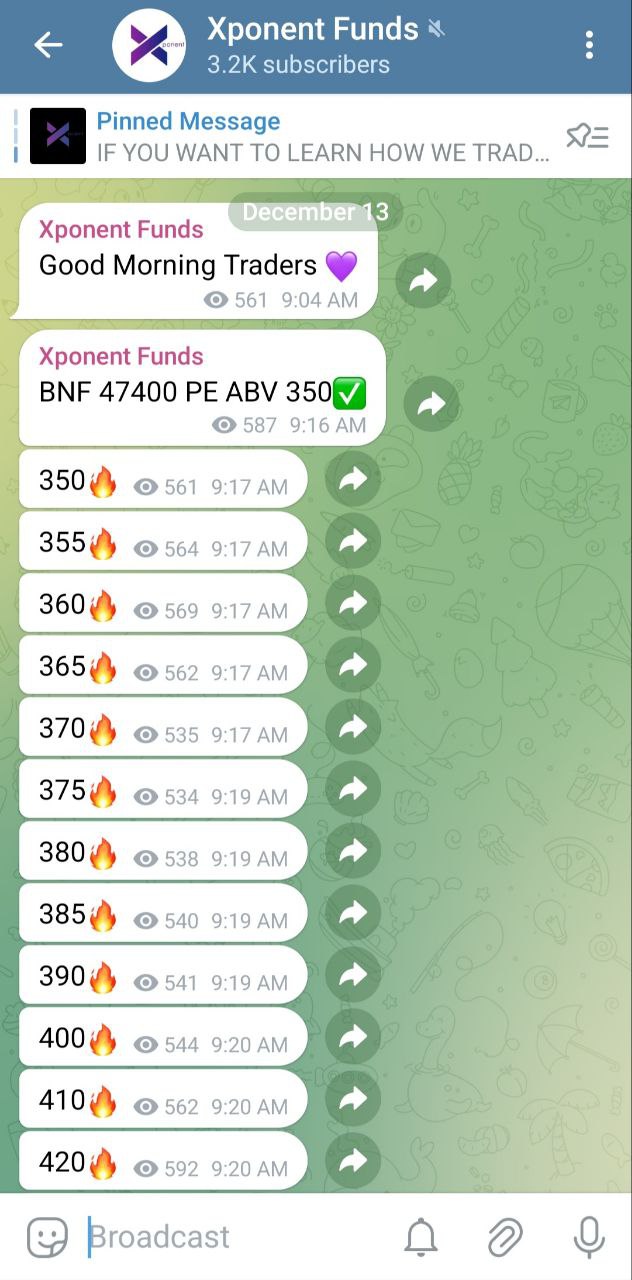 Xponent Funds
3.2K subscribers
Pinned Message
IF YOU WANT TO LEARN HOW WE TRAD...
December 13
Xponent Funds
Good Morning Traders 💜
561 9:04 AM
Xponent Funds
BNF 47400 PE ABV 350✅
587 9:16 AM
350🔥 561 9:17 AM
355🔥 564 9:17 AM
360🔥 569 9:17 AM
365🔥 562 9:17 AM
370🔥 535 9:17 AM
375🔥 534 9:19 AM
380🔥 538 9:19 AM
385🔥 540 9:19 AM
390🔥 541 9:19 AM
400🔥 544 9:20 AM
410🔥 562 9:20 AM
420🔥 592 9:20 AM
Broadcast